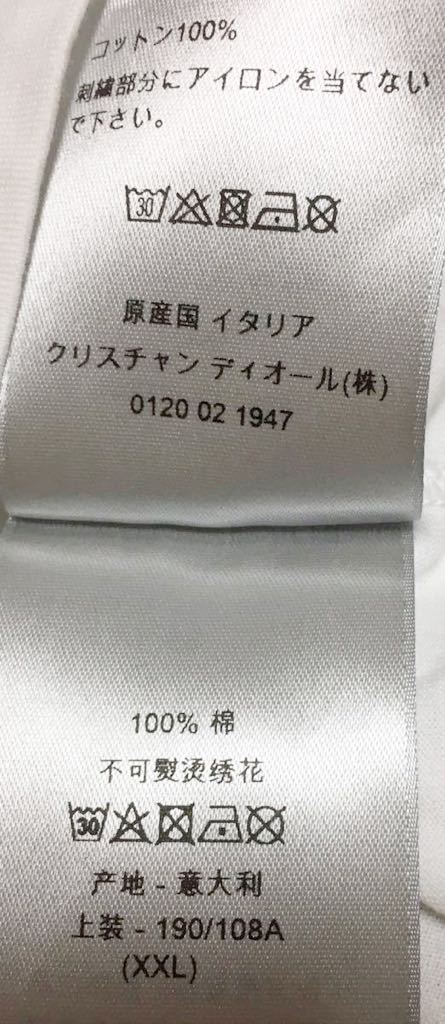 コットン100%
刺繍部分にアイロンを当てない
で下さい。
30
原産国 イタリア
クリスチャン ディオール(株)
0120 02 1947
100% 棉
不可熨烫绣花
30
产地 - 意大利
上装 - 190/108A
(XXL)